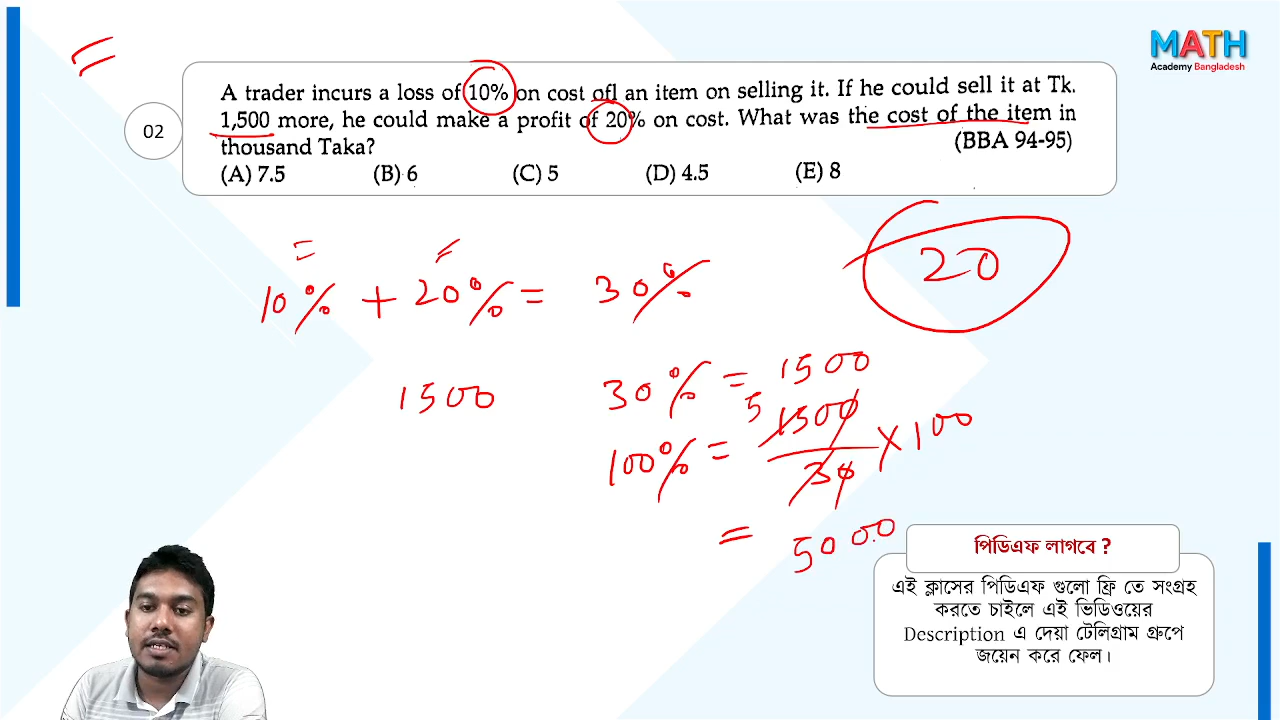 MATH
Academy Bangladesh
02
A trader incurs a loss of 10% on cost ofl an item on selling it. If he could sell it at Tk.
1,500 more, he could make a profit of 20% on cost. What was the cost of the item in
thousand Taka?
(BBA 94-95)
(A) 7.5 (B) 6 (C) 5 (D) 4.5 (E) 8
20
10% + 20% = 30%
1500
30% = 1500
5
100% = 1500/30 × 100
= 5000
পিডিএফ লাগবে ?
এই ক্লাসের পিডিএফ গুলো ফ্রি তে সংগ্রহ
করতে চাইলে এই ভিডিওয়ের
Description এ দেয়া টেলিগ্রাম গ্রুপে
জয়েন করে ফেল।